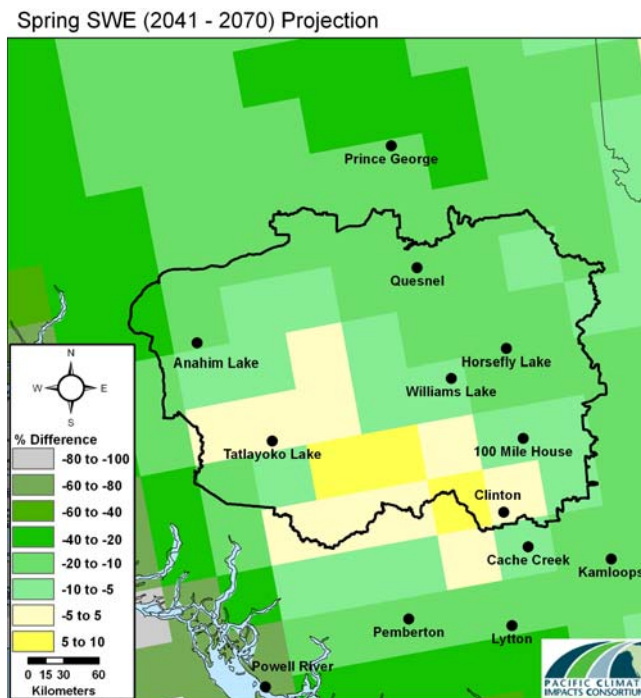 Spring SWE (2041 - 2070) Projection
Prince George
Quesnel
Anahim Lake
Horsefly Lake
Williams Lake
Tatlayoko Lake
100 Mile House
Clinton
Cache Creek
Kamloops
Pemberton
Lytton
Powell River
N
W E
S
% Difference
-80 to -100
-60 to -80
-60 to -40
-40 to -20
-20 to -10
-10 to -5
-5 to 5
5 to 10
0 15 30 60
Kilometers
PACIFIC CLIMATE
IMPACTS CONSORTIUM